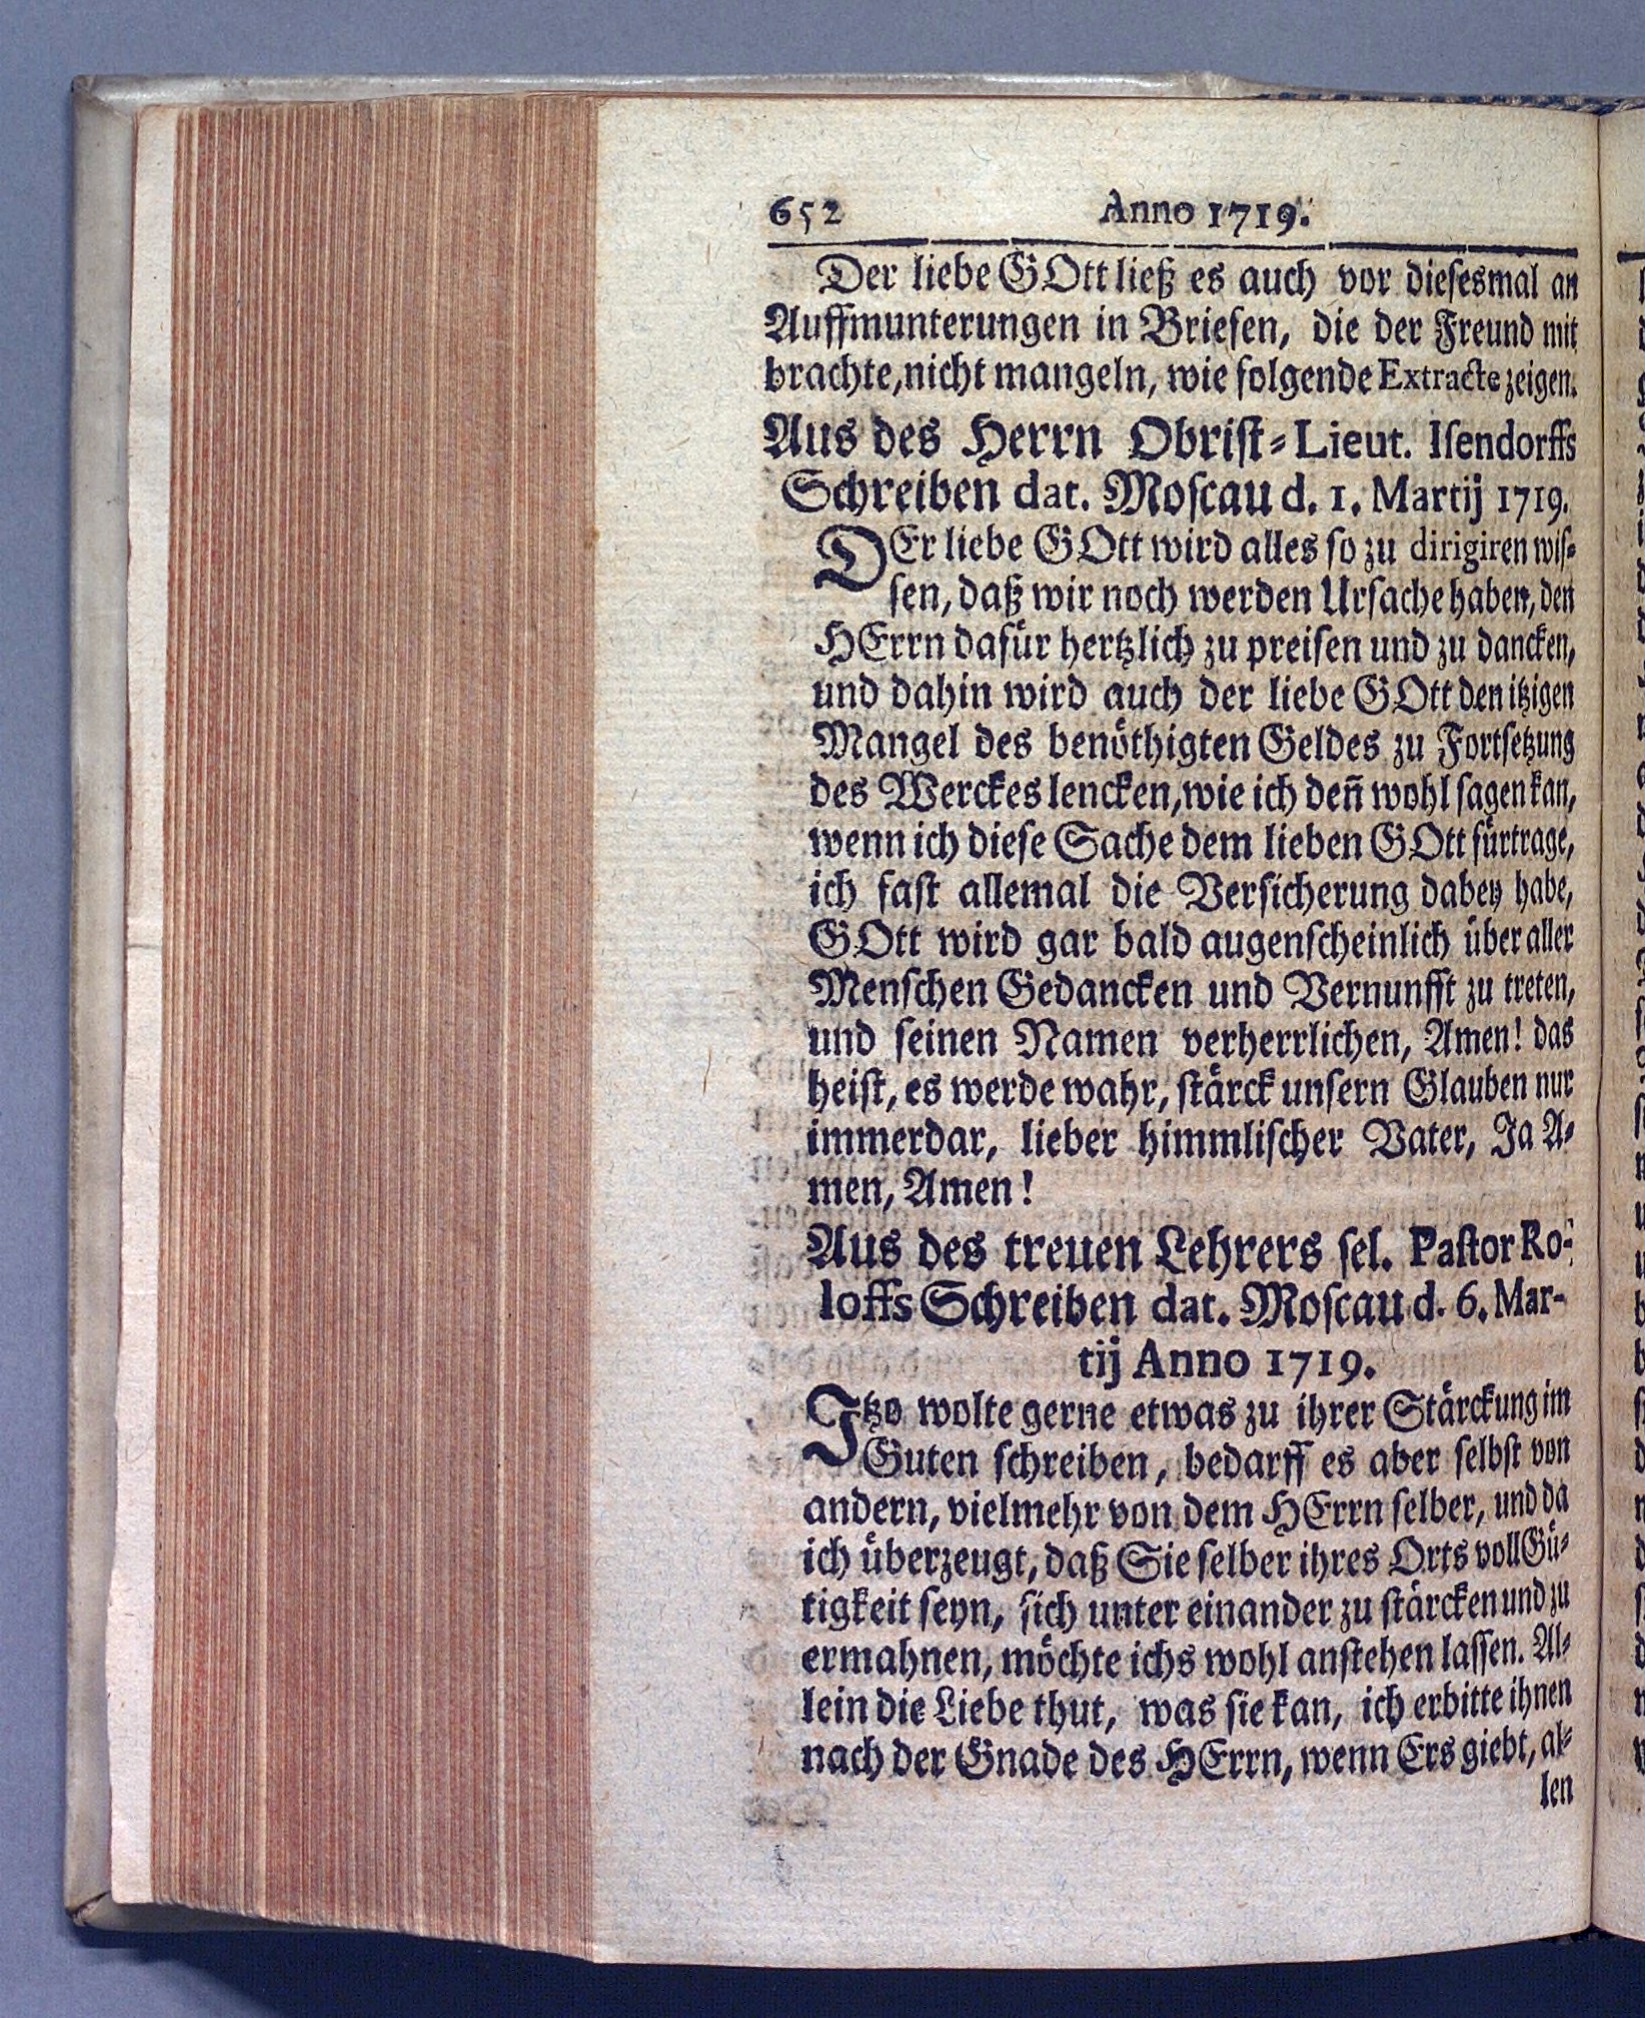 652 Anno 1719.
Der liebe GOtt ließ es auch vor dieſesmal an
Auffmunterungen in Briefen, die der Freund mit
brachte, nicht mangeln, wie folgende Extracte zeigen.
Aus des Herrn Obriſt-Lieut. Iſendorffs
Schreiben dat. Moſcau d. 1. Martij 1719.
DEr liebe GOtt wird alles ſo zu dirigiren wiſ-
ſen, daß wir noch werden Urſache haben, den
HErrn dafür hertzlich zu preiſen und zu dancken,
und dahin wird auch der liebe GOtt den itzigen
Mangel des benöthigten Geldes zu Fortſetzung
des Werckes lencken, wie ich deñ wohl ſagen kan,
wenn ich dieſe Sache dem lieben GOtt fürtrage,
ich faſt allemal die Verſicherung dabey habe,
GOtt wird gar bald augenſcheinlich über aller
Menſchen Gedancken und Vernunfft zu treten,
und ſeinen Namen verherrlichen, Amen! das
heiſt, es werde wahr, ſtärck unſern Glauben nur
immerdar, lieber himmliſcher Vater, Ja A-
men, Amen!
Aus des treuen Lehrers ſel. Paſtor Ro-
loffs Schreiben dat. Moſcau d. 6. Mar-
tij Anno 1719.
Itzo wolte gerne etwas zu ihrer Stärckung im
Guten ſchreiben, bedarff es aber ſelbſt von
andern, vielmehr von dem HErrn ſelber, und da
ich überzeugt, daß Sie ſelber ihres Orts voll Gü-
tigkeit ſeyn, ſich unter einander zu ſtärcken und zu
ermahnen, möchte ichs wohl anſtehen laſſen. Al-
lein die Liebe thut, was ſie kan, ich erbitte ihnen
nach der Gnade des HErrn, wenn Ers giebt, al-
len